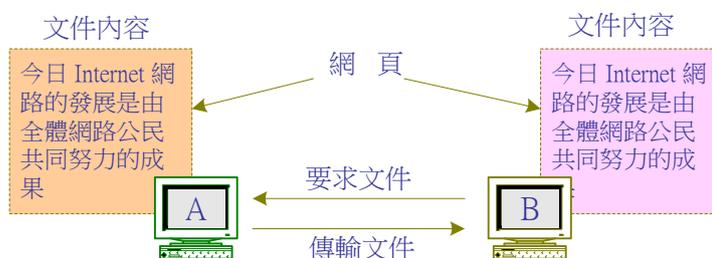 文件內容
今日 Internet 網
路的發展是由
全體網路公民
共同努力的成
果
網 頁
文件內容
今日 Internet 網
路的發展是由
全體網路公民
共同努力的成
要求文件
A
B
傳輸文件